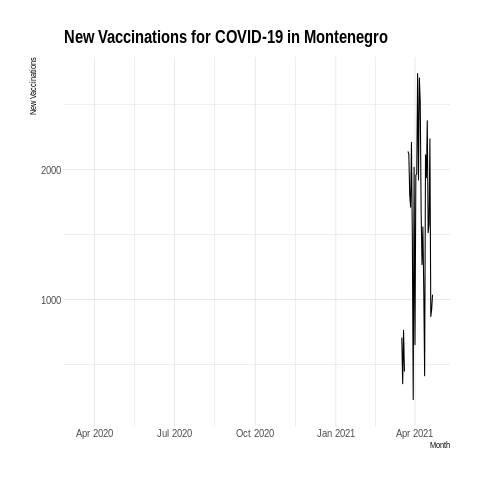 New Vaccinations for COVID-19 in Montenegro
New Vaccinations
2000
1000
Apr 2020 Jul 2020 Oct 2020 Jan 2021 Apr 2021
Month